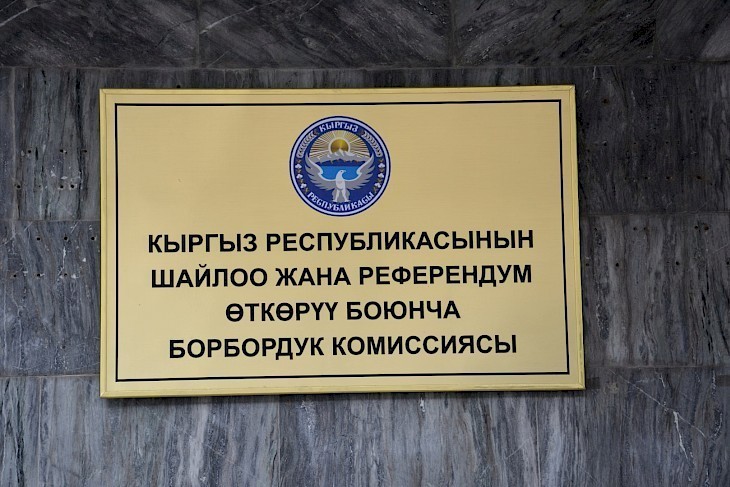 КЫРГЫЗ
РЕСПУБЛИКАСЫ
КЫРГЫЗ РЕСПУБЛИКАСЫНЫН
ШАЙЛОО ЖАНА РЕФЕРЕНДУМ
ӨТКӨРҮҮ БОЮНЧА
БОРБОРДУК КОМИССИЯСЫ